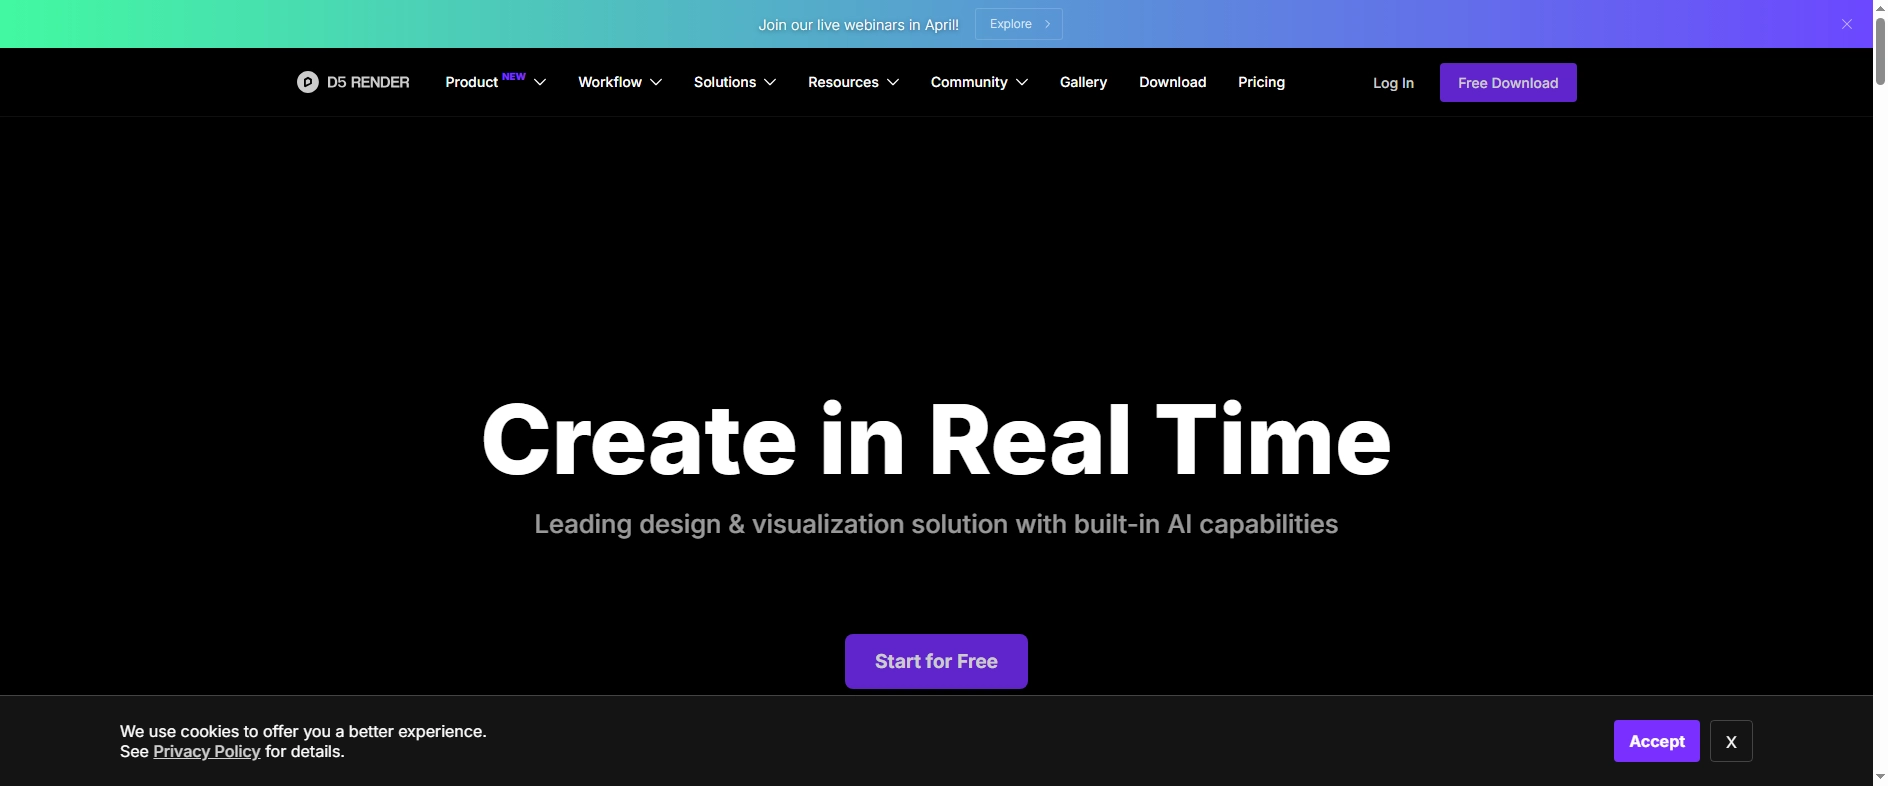 Join our live webinars in April! Explore
D5 RENDER Product NEW Workflow Solutions Resources Community Gallery Download Pricing Log In Free Download
Create in Real Time
Leading design & visualization solution with built-in AI capabilities
Start for Free
We use cookies to offer you a better experience.
See Privacy Policy for details.
Accept X